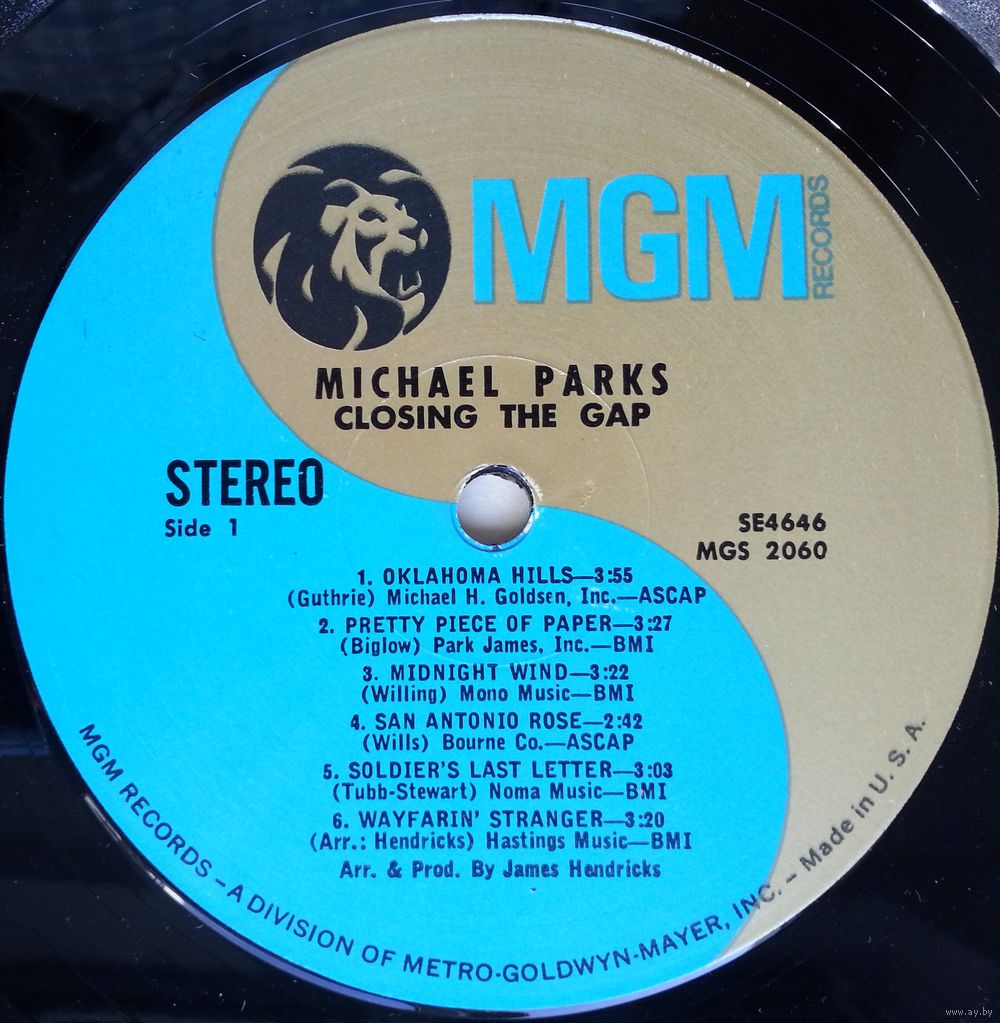 MGM
RECORDS
MICHAEL PARKS
CLOSING THE GAP
STEREO
Side 1
SE4646
MGS 2060
1. OKLAHOMA HILLS—3:55
(Guthrie) Michael H. Goldsen, Inc.—ASCAP
2. PRETTY PIECE OF PAPER—3:27
(Biglow) Park James, Inc.—BMI
3. MIDNIGHT WIND—3:22
(Willing) Mono Music—BMI
4. SAN ANTONIO ROSE—2:42
(Wills) Bourne Co.—ASCAP
5. SOLDIER'S LAST LETTER—3:03
(Tubb-Stewart) Noma Music—BMI
6. WAYFARIN' STRANGER—3:20
(Arr.: Hendricks) Hastings Music—BMI
Arr. & Prod. By James Hendricks
MGM RECORDS – A DIVISION OF METRO-GOLDWYN-MAYER, INC. – Made in U. S. A.
www.ay.by